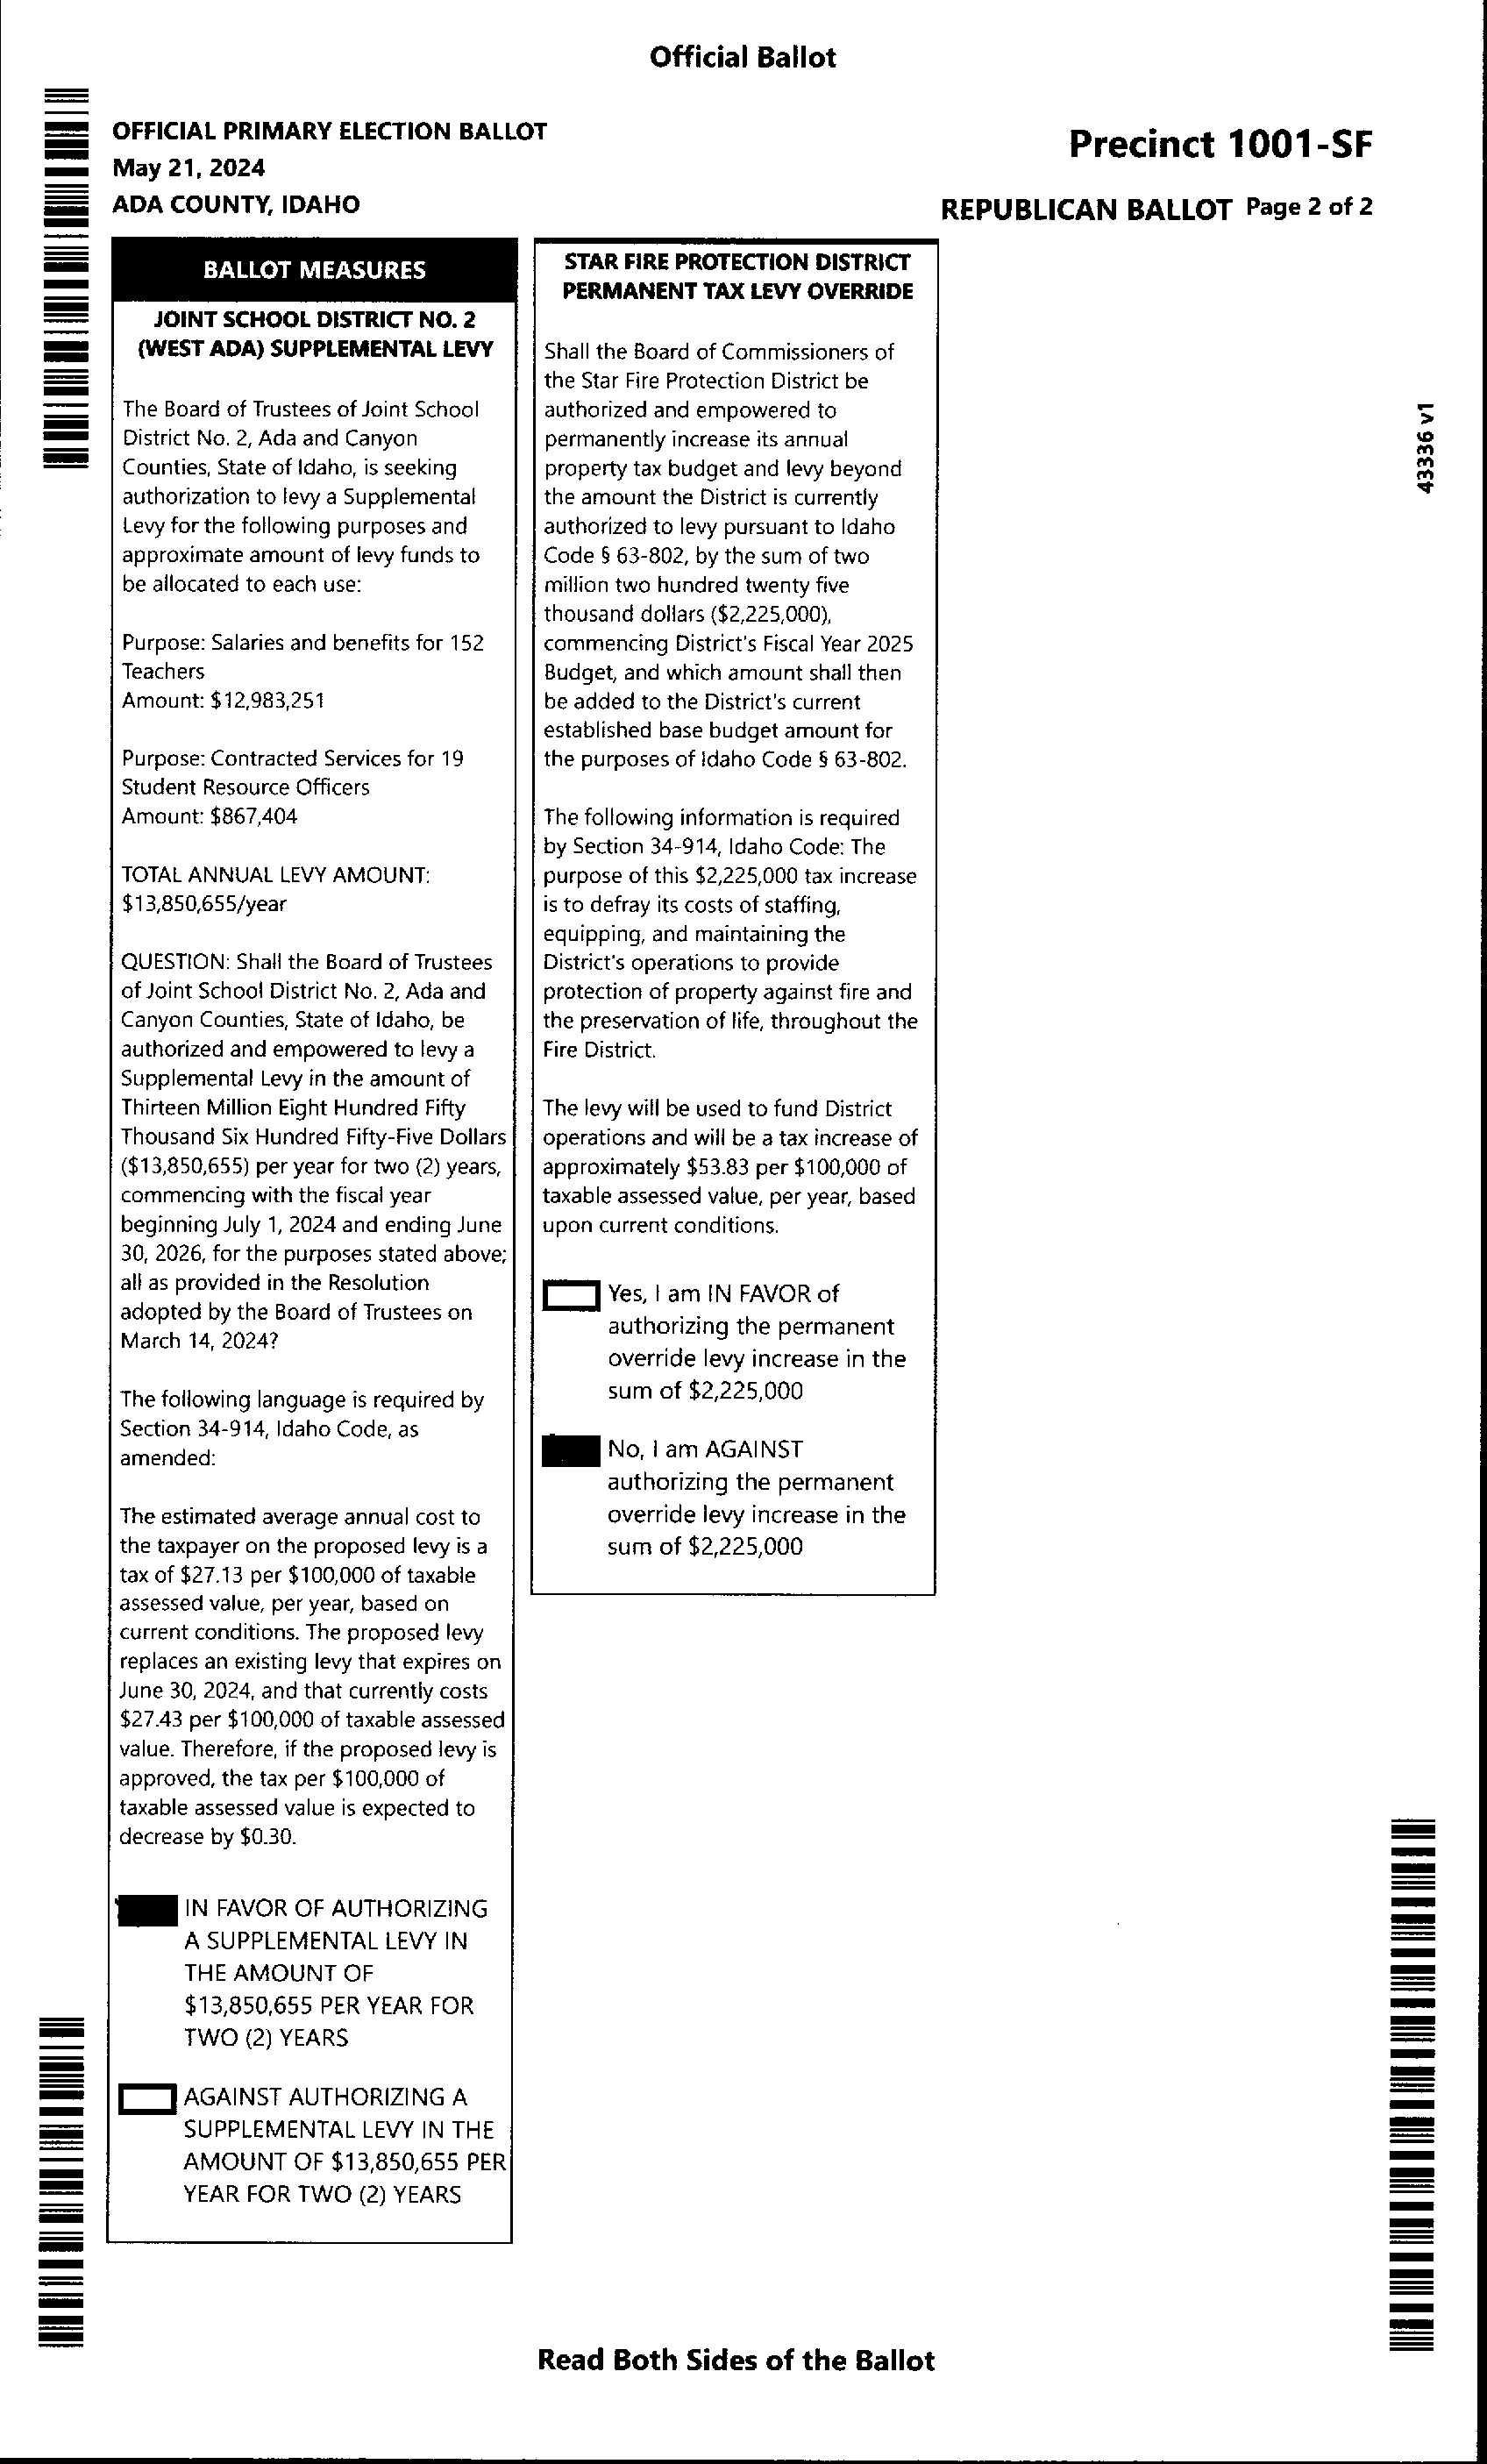 Official Ballot
OFFICIAL PRIMARY ELECTION BALLOT
May 21, 2024
ADA COUNTY, IDAHO
Precinct 1001-SF
REPUBLICAN BALLOT Page 2 of 2
BALLOT MEASURES
JOINT SCHOOL DISTRICT NO. 2
(WEST ADA) SUPPLEMENTAL LEVY
The Board of Trustees of Joint School
District No. 2, Ada and Canyon
Counties, State of Idaho, is seeking
authorization to levy a Supplemental
Levy for the following purposes and
approximate amount of levy funds to
be allocated to each use:
Purpose: Salaries and benefits for 152
Teachers
Amount: $12,983,251
Purpose: Contracted Services for 19
Student Resource Officers
Amount: $867,404
TOTAL ANNUAL LEVY AMOUNT:
$13,850,655/year
QUESTION: Shall the Board of Trustees
of Joint School District No. 2, Ada and
Canyon Counties, State of Idaho, be
authorized and empowered to levy a
Supplemental Levy in the amount of
Thirteen Million Eight Hundred Fifty
Thousand Six Hundred Fifty-Five Dollars
($13,850,655) per year for two (2) years,
commencing with the fiscal year
beginning July 1, 2024 and ending June
30, 2026, for the purposes stated above;
all as provided in the Resolution
adopted by the Board of Trustees on
March 14, 2024?
The following language is required by
Section 34-914, Idaho Code, as
amended:
The estimated average annual cost to
the taxpayer on the proposed levy is a
tax of $27.13 per $100,000 of taxable
assessed value, per year, based on
current conditions. The proposed levy
replaces an existing levy that expires on
June 30, 2024, and that currently costs
$27.43 per $100,000 of taxable assessed
value. Therefore, if the proposed levy is
approved, the tax per $100,000 of
taxable assessed value is expected to
decrease by $0.30.
IN FAVOR OF AUTHORIZING
A SUPPLEMENTAL LEVY IN
THE AMOUNT OF
$13,850,655 PER YEAR FOR
TWO (2) YEARS
AGAINST AUTHORIZING A
SUPPLEMENTAL LEVY IN THE
AMOUNT OF $13,850,655 PER
YEAR FOR TWO (2) YEARS
STAR FIRE PROTECTION DISTRICT
PERMANENT TAX LEVY OVERRIDE
Shall the Board of Commissioners of
the Star Fire Protection District be
authorized and empowered to
permanently increase its annual
property tax budget and levy beyond
the amount the District is currently
authorized to levy pursuant to Idaho
Code § 63-802, by the sum of two
million two hundred twenty five
thousand dollars ($2,225,000),
commencing District's Fiscal Year 2025
Budget, and which amount shall then
be added to the District's current
established base budget amount for
the purposes of Idaho Code § 63-802.
The following information is required
by Section 34-914, Idaho Code: The
purpose of this $2,225,000 tax increase
is to defray its costs of staffing,
equipping, and maintaining the
District's operations to provide
protection of property against fire and
the preservation of life, throughout the
Fire District.
The levy will be used to fund District
operations and will be a tax increase of
approximately $53.83 per $100,000 of
taxable assessed value, per year, based
upon current conditions.
Yes, I am IN FAVOR of
authorizing the permanent
override levy increase in the
sum of $2,225,000
No, I am AGAINST
authorizing the permanent
override levy increase in the
sum of $2,225,000
43336 v1
Read Both Sides of the Ballot